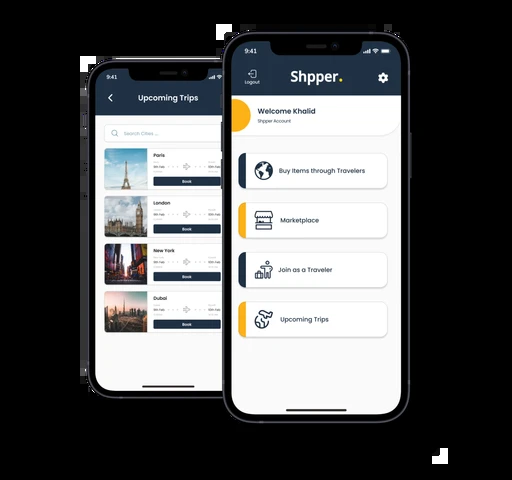 9:41
Upcoming Trips
Search Cities ...
Paris
Book
London
Book
New York
Book
Dubai
Book
9:41
Logout
Shpper.
Welcome Khalid
Shpper Account
Buy Items through Travelers
Marketplace
Join as a Traveler
Upcoming Trips